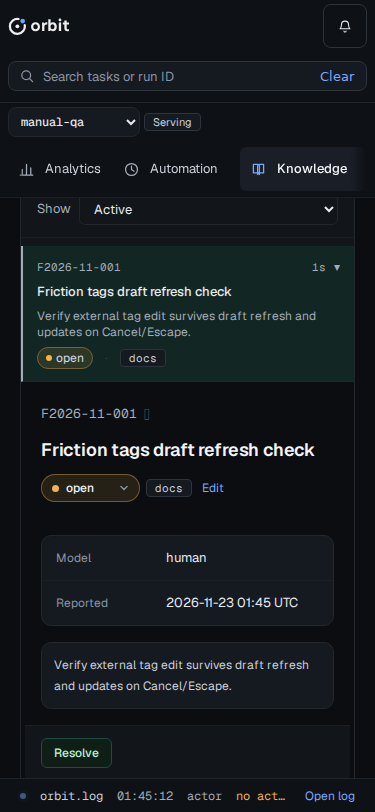 orbit
Search tasks or run ID Clear
manual-qa Serving
Analytics Automation Knowledge
Show Active
F2026-11-001 1s ▼
Friction tags draft refresh check
Verify external tag edit survives draft refresh and
updates on Cancel/Escape.
open · docs
F2026-11-001
Friction tags draft refresh check
open docs Edit
Model human
Reported 2026-11-23 01:45 UTC
Verify external tag edit survives draft refresh
and updates on Cancel/Escape.
Resolve
orbit.log 01:45:12 actor no act… Open log